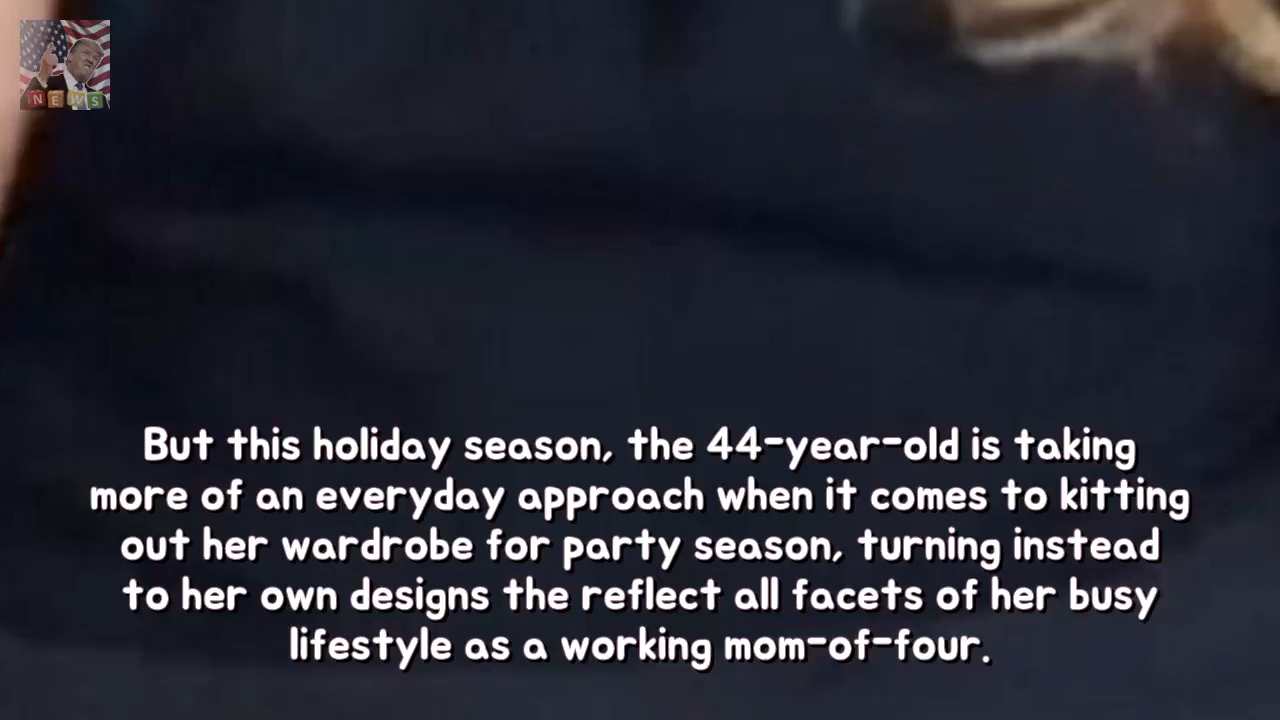 NEWS
But this holiday season, the 44-year-old is taking
more of an everyday approach when it comes to kitting
out her wardrobe for party season, turning instead
to her own designs the reflect all facets of her busy
lifestyle as a working mom-of-four.